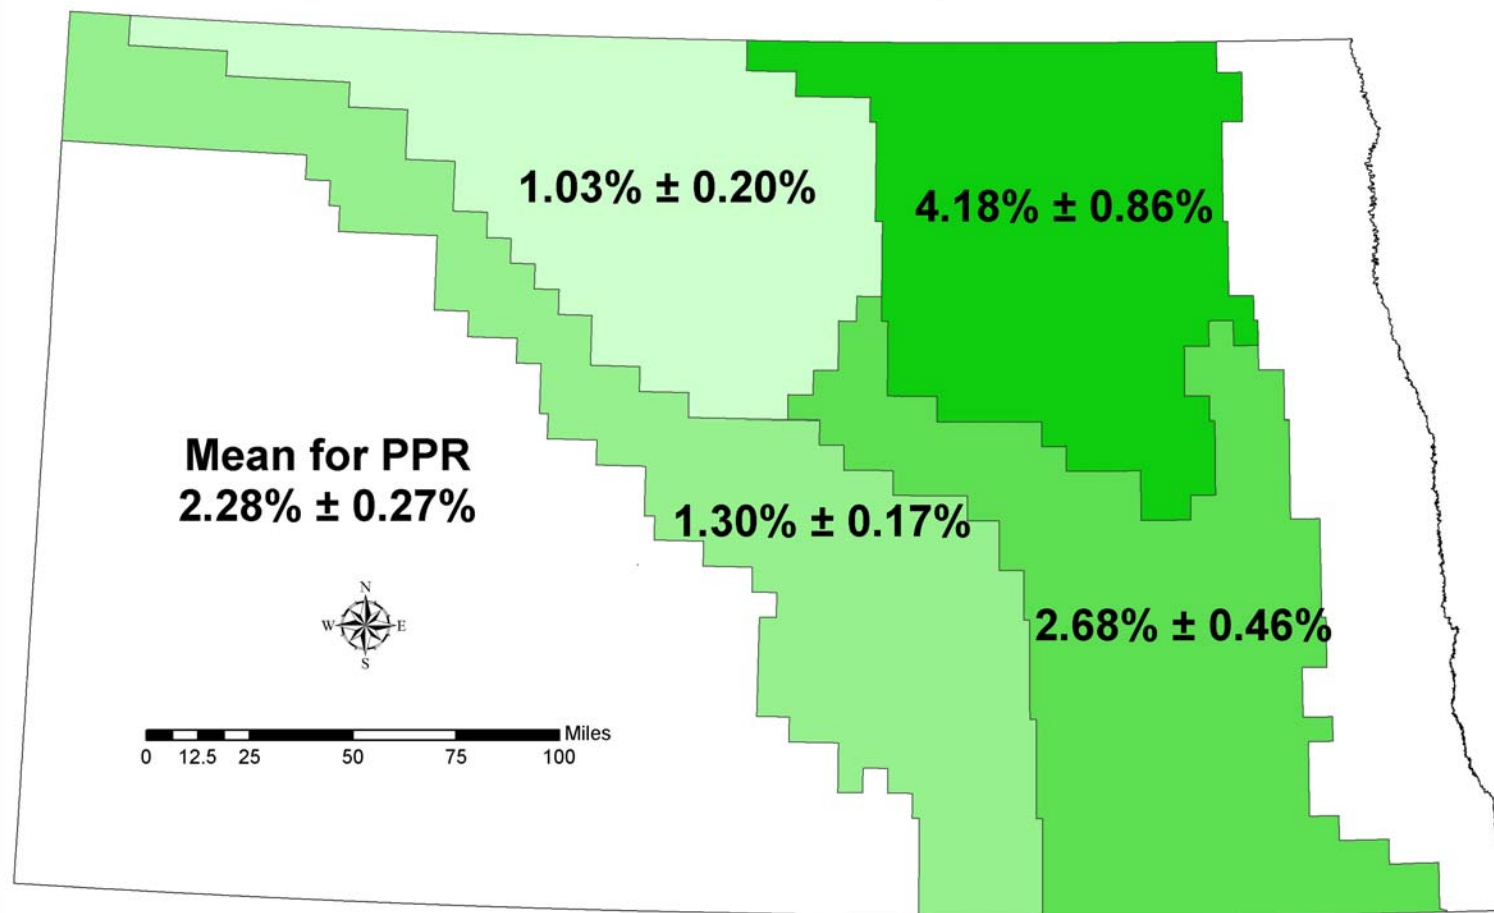 1.03% ± 0.20%
4.18% ± 0.86%
Mean for PPR
2.28% ± 0.27%
1.30% ± 0.17%
2.68% ± 0.46%
N
W E
S
Miles
0 12.5 25 50 75 100